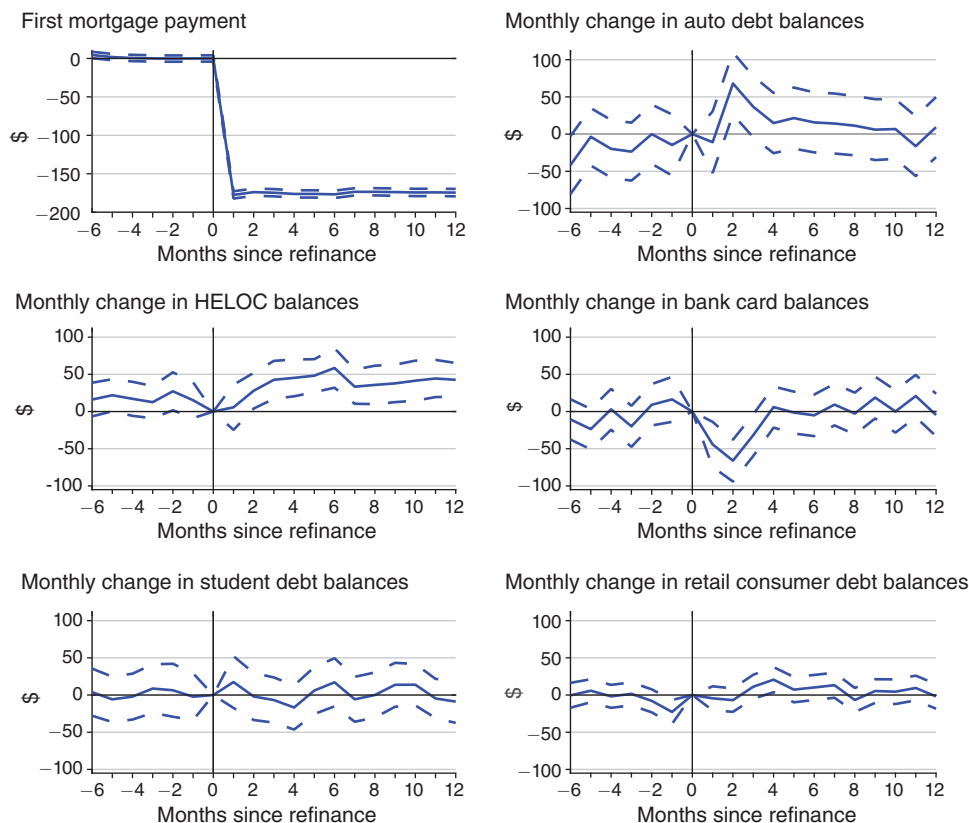 First mortgage payment
0
−50
−100
−150
−200
$
−6 −4 −2 0 2 4 6 8 10 12
Months since refinance
Monthly change in auto debt balances
100
50
0
−50
−100
$
−6 −4 −2 0 2 4 6 8 10 12
Months since refinance
Monthly change in HELOC balances
100
50
0
-50
-100
$
−6 −4 −2 0 2 4 6 8 10 12
Months since refinance
Monthly change in bank card balances
100
50
0
−50
−100
$
−6 −4 −2 0 2 4 6 8 10 12
Months since refinance
Monthly change in student debt balances
100
50
0
−50
−100
$
−6 −4 −2 0 2 4 6 8 10 12
Months since refinance
Monthly change in retail consumer debt balances
100
50
0
−50
−100
$
−6 −4 −2 0 2 4 6 8 10 12
Months since refinance